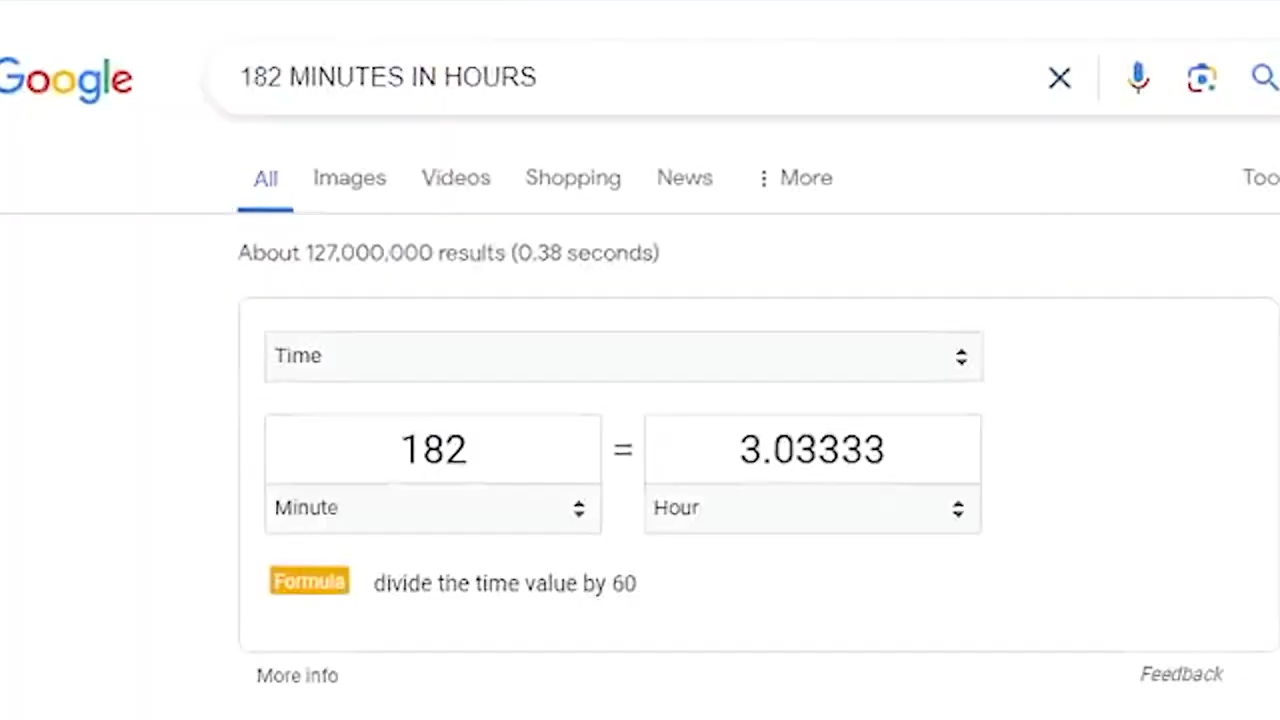 Google
182 MINUTES IN HOURS
All Images Videos Shopping News More
Too
About 127,000,000 results (0.38 seconds)
Time
182 = 3.03333
Minute Hour
Formula divide the time value by 60
More info Feedback